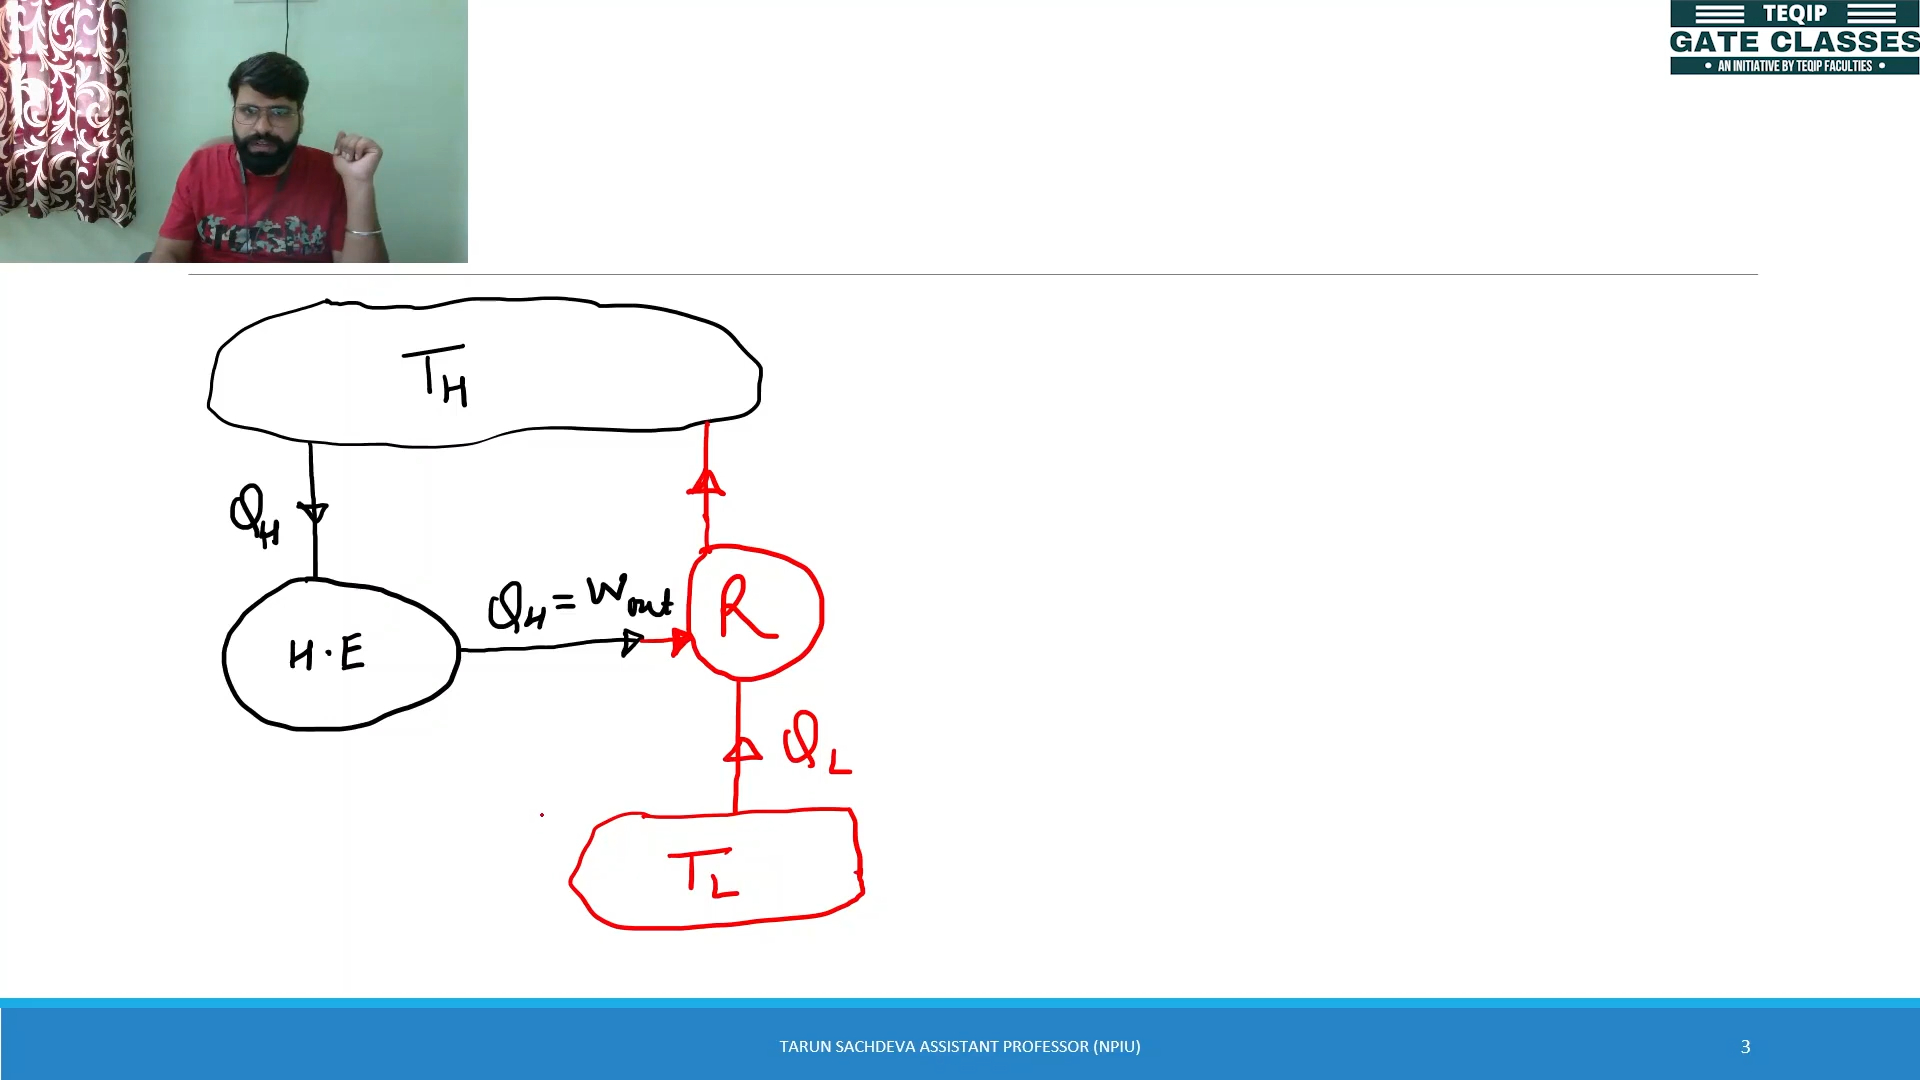 TEQIP
GATE CLASSES
• AN INITIATIVE BY TEQIP FACULTIES •
T_H
Q_H
Q_H = W_out
R
H.E
Q_L
T_L
TARUN SACHDEVA ASSISTANT PROFESSOR (NPIU)
3